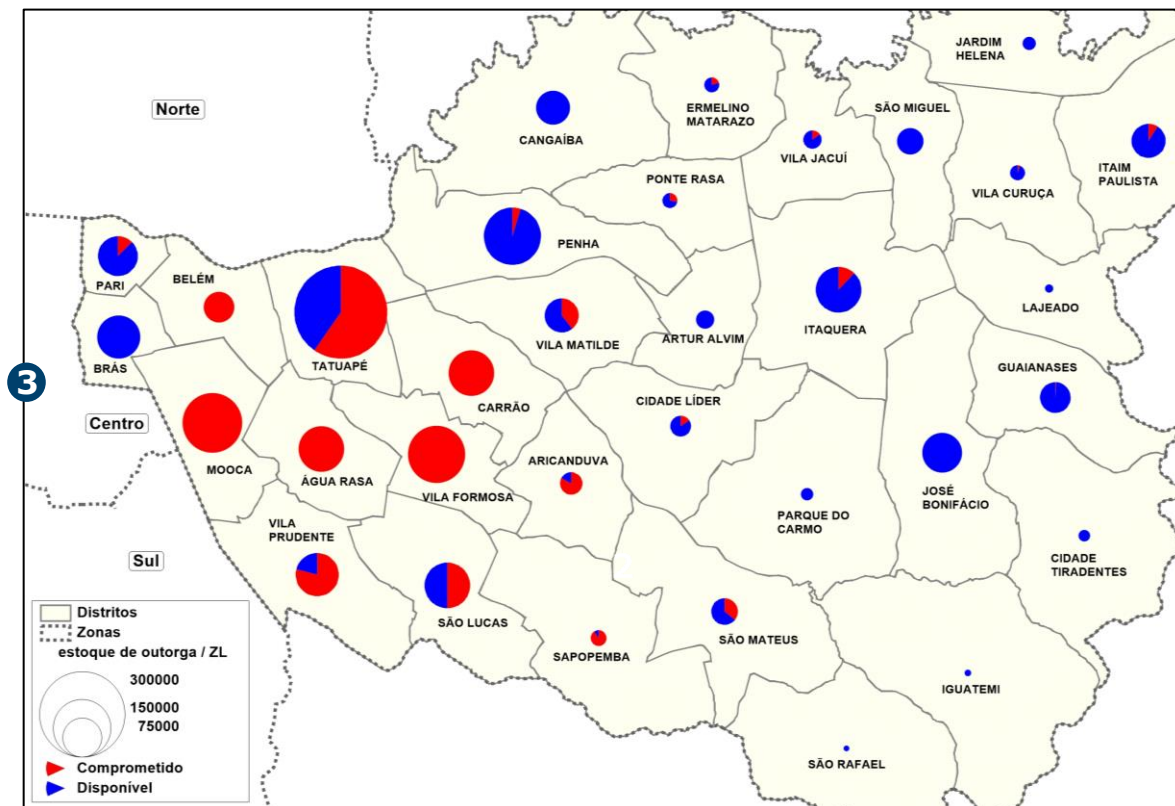 3
Norte
Centro
Sul
JARDIM
HELENA
ERMELINO
MATARAZO
SÃO MIGUEL
CANGAÍBA
VILA JACUÍ
ITAIM
PAULISTA
PONTE RASA
VILA CURUÇA
PENHA
PARI
BELÉM
LAJEADO
ITAQUERA
VILA MATILDE
ARTUR ALVIM
BRÁS
TATUAPÉ
GUAIANASES
CARRÃO
CIDADE LÍDER
MOOCA
ÁGUA RASA
VILA FORMOSA
ARICANDUVA
JOSÉ
BONIFÁCIO
PARQUE DO
CARMO
VILA
PRUDENTE
CIDADE
TIRADENTES
SÃO LUCAS
SAPOPEMBA
SÃO MATEUS
IGUATEMI
SÃO RAFAEL
Distritos
Zonas
estoque de outorga / ZL
300000
150000
75000
Comprometido
Disponível